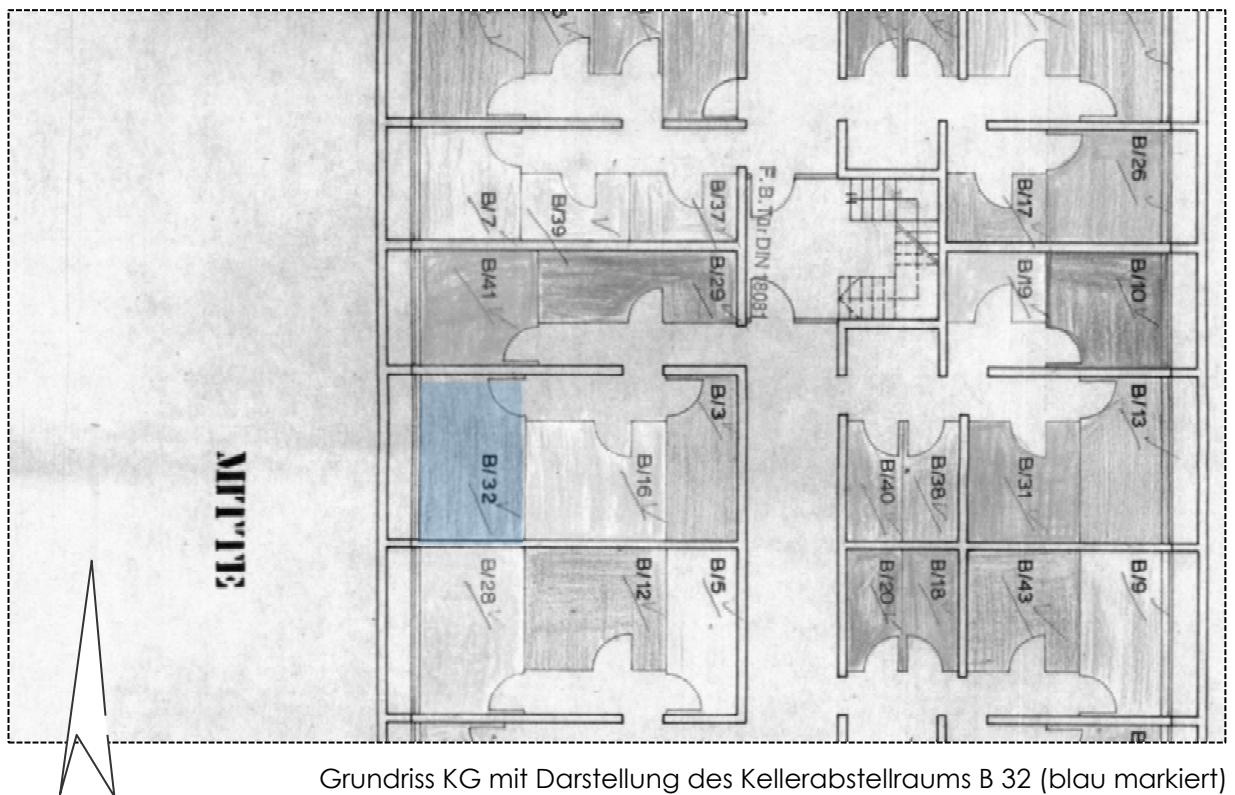 B/26
B/7
B/39
B/37
F.B.Tür DIN 18081
B/17
B/41
B/29
B/19
B/10
B/3
B/13
MITTE
B/32
B/16
B/40
B/38
B/31
B/28
B/12
B/5
B/20
B/18
B/43
B/9
Grundriss KG mit Darstellung des Kellerabstellraums B 32 (blau markiert)